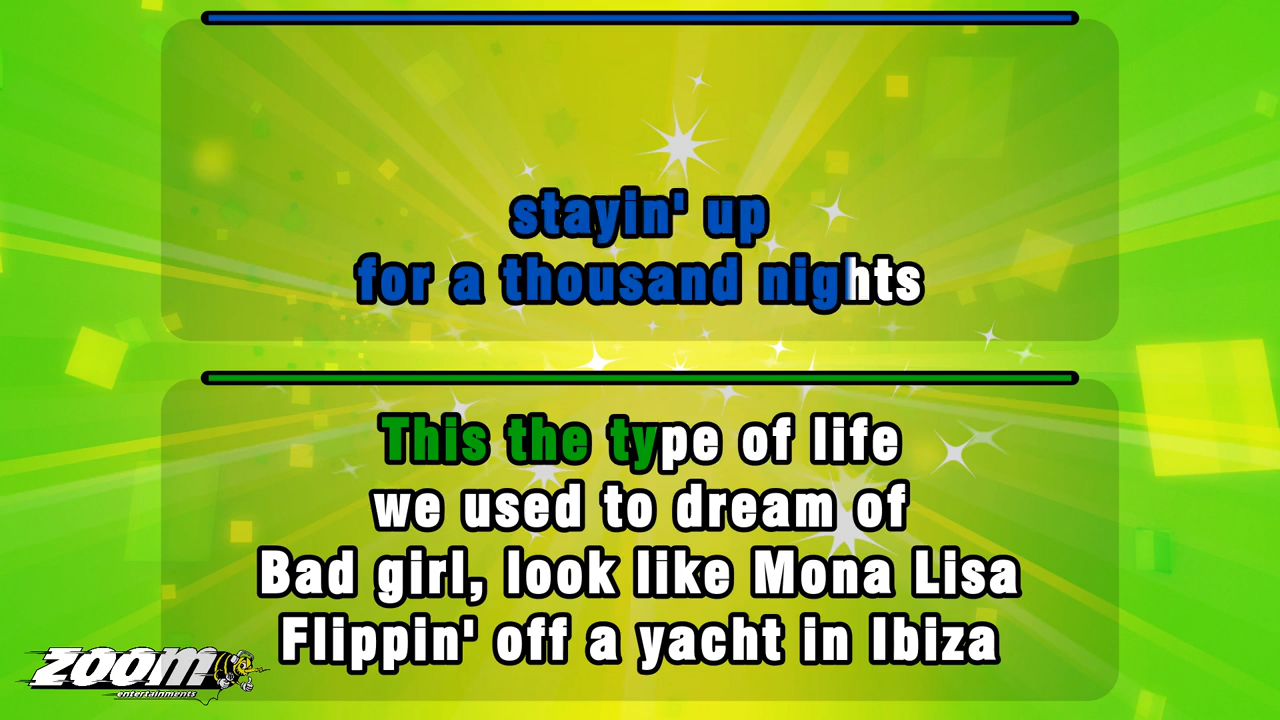 stayin' up
for a thousand nights
This the type of life
we used to dream of
Bad girl, look like Mona Lisa
Flippin' off a yacht in Ibiza
ZOOM
entertainments